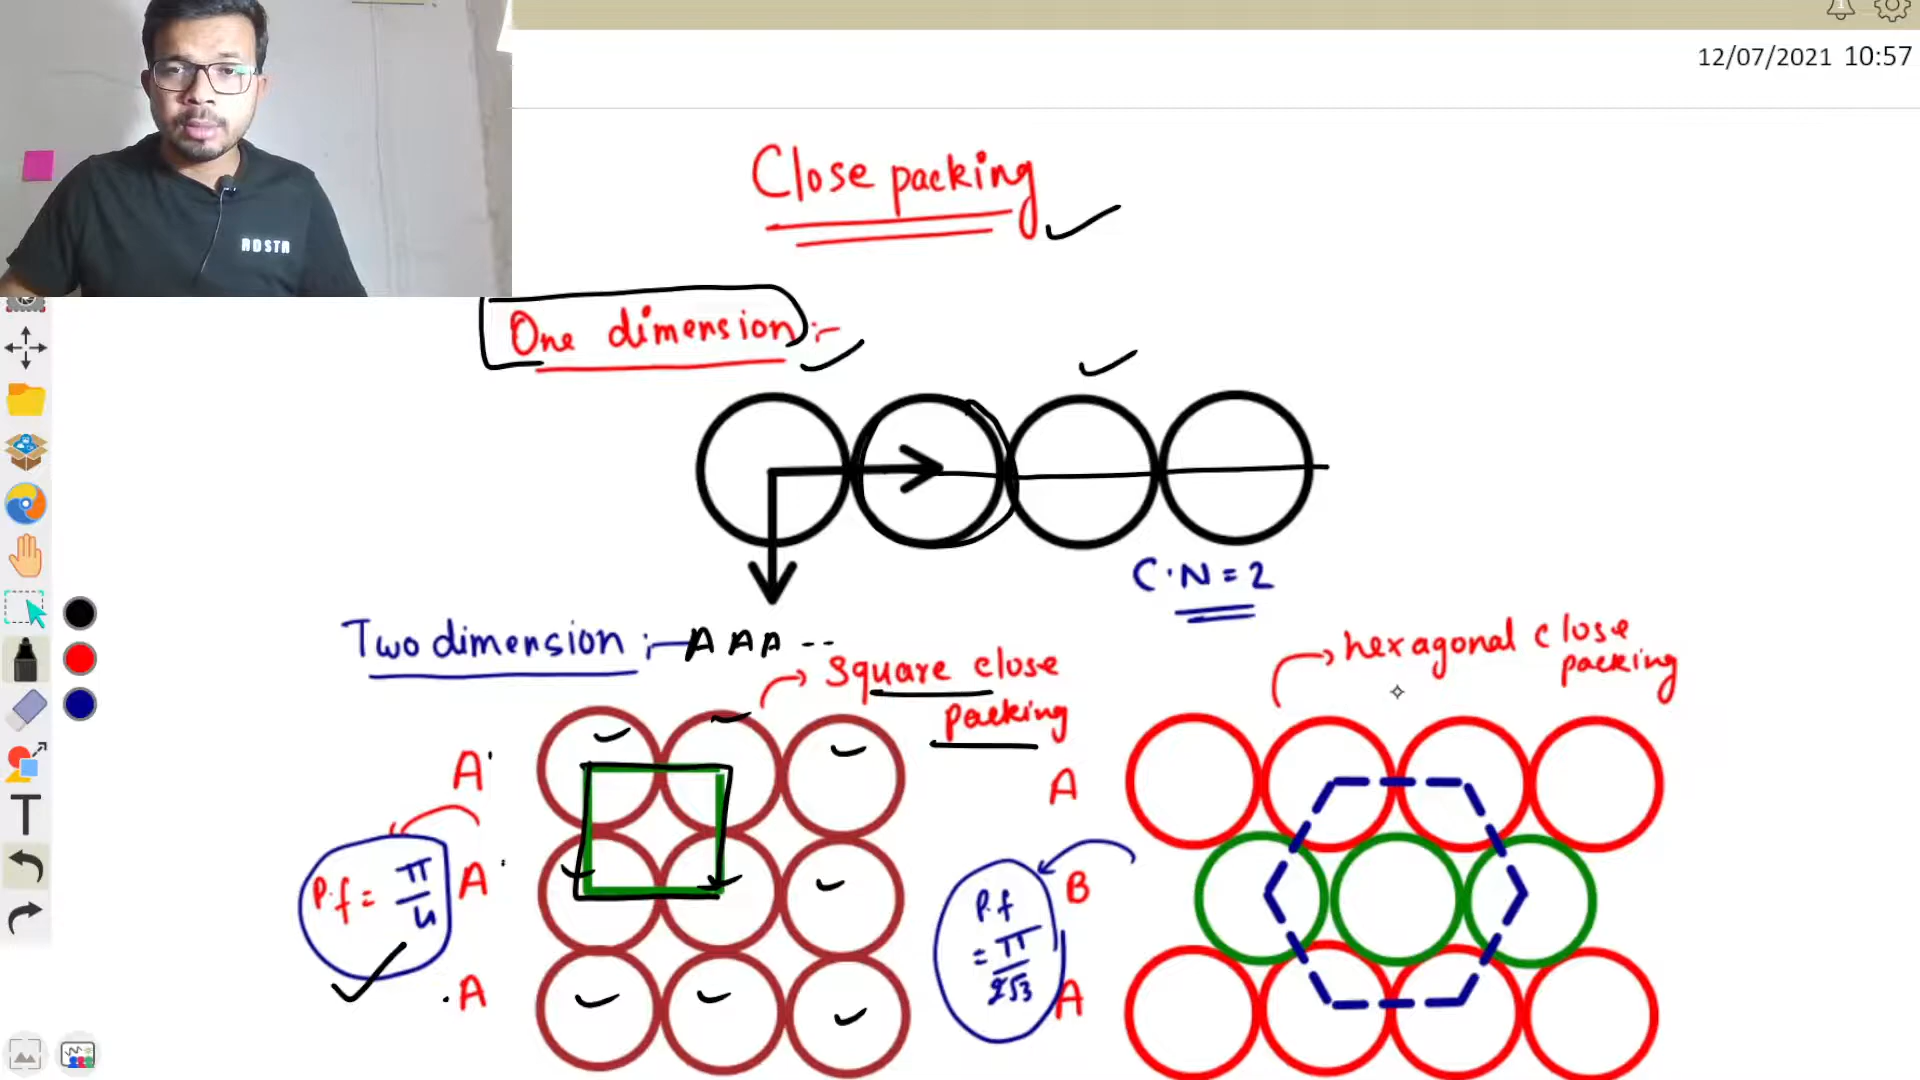 12/07/2021 10:57
Close packing
ADSTR
One dimension :-
C.N = 2
Two dimension :- A A A --
square close
packing
hexagonal close
packing
A
A
A
P.f = π/4
A
B
A
P.f
= π/2√3
T